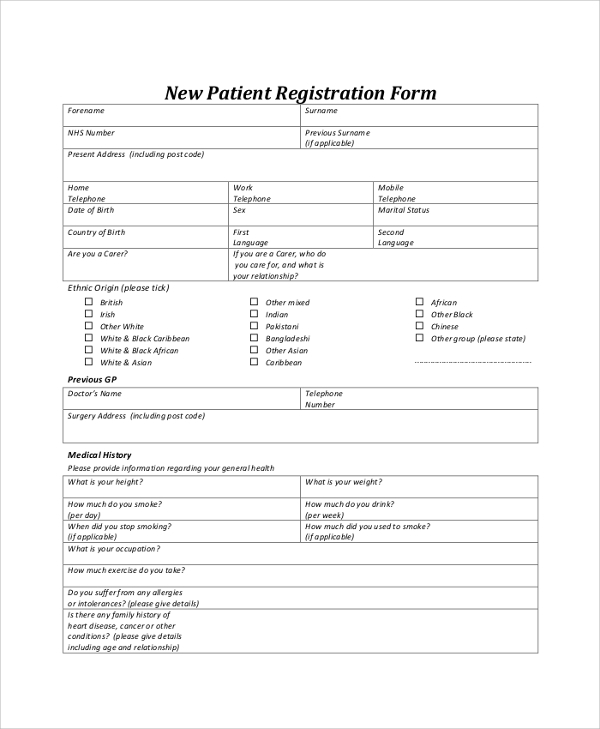 New Patient Registration Form
Forename
Surname
NHS Number
Previous Surname
(if applicable)
Present Address (including post code)
Home
Telephone
Work
Telephone
Mobile
Telephone
Date of Birth
Sex
Marital Status
Country of Birth
First
Language
Second
Language
Are you a Carer?
If you are a Carer, who do
you care for, and what is
your relationship?
Ethnic Origin (please tick)
British
Irish
Other White
White & Black Caribbean
White & Black African
White & Asian
Other mixed
Indian
Pakistani
Bangladeshi
Other Asian
Caribbean
African
Other Black
Chinese
Other group (please state)
Previous GP
Doctor's Name
Telephone
Number
Surgery Address (including post code)
Medical History
Please provide information regarding your general health
What is your height?
What is your weight?
How much do you smoke?
(per day)
How much do you drink?
(per week)
When did you stop smoking?
(if applicable)
How much did you used to smoke?
(if applicable)
What is your occupation?
How much exercise do you take?
Do you suffer from any allergies
or intolerances? (please give details)
Is there any family history of
heart disease, cancer or other
conditions? (please give details
including age and relationship)